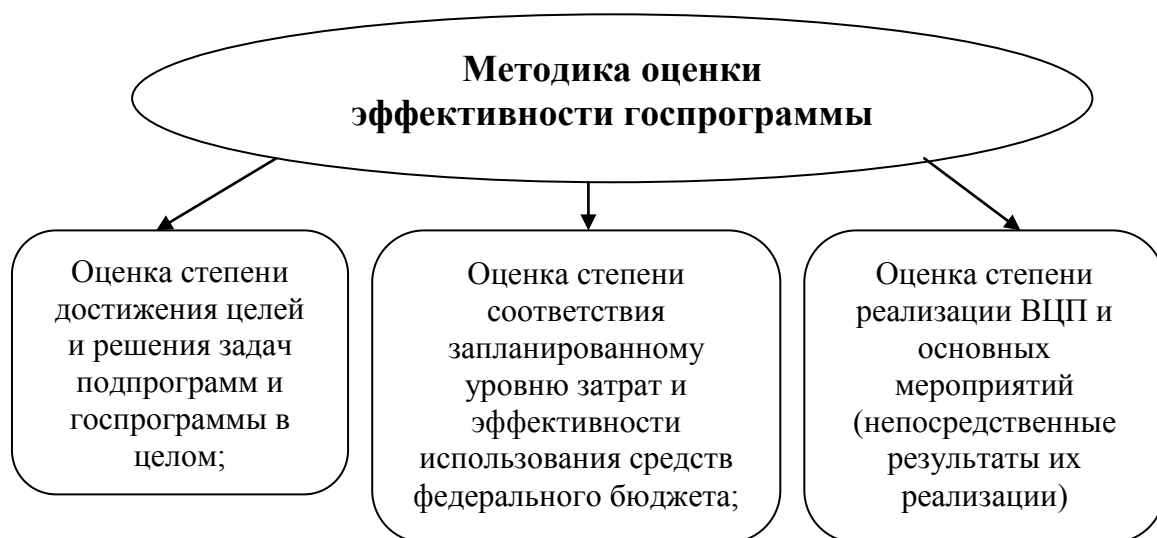 Методика оценки
эффективности госпрограммы
Оценка степени
достижения целей
и решения задач
подпрограмм и
госпрограммы в
целом;
Оценка степени
соответствия
запланированному
уровню затрат и
эффективности
использования средств
федерального бюджета;
Оценка степени
реализации ВЦП и
основных
мероприятий
(непосредственные
результаты их
реализации)